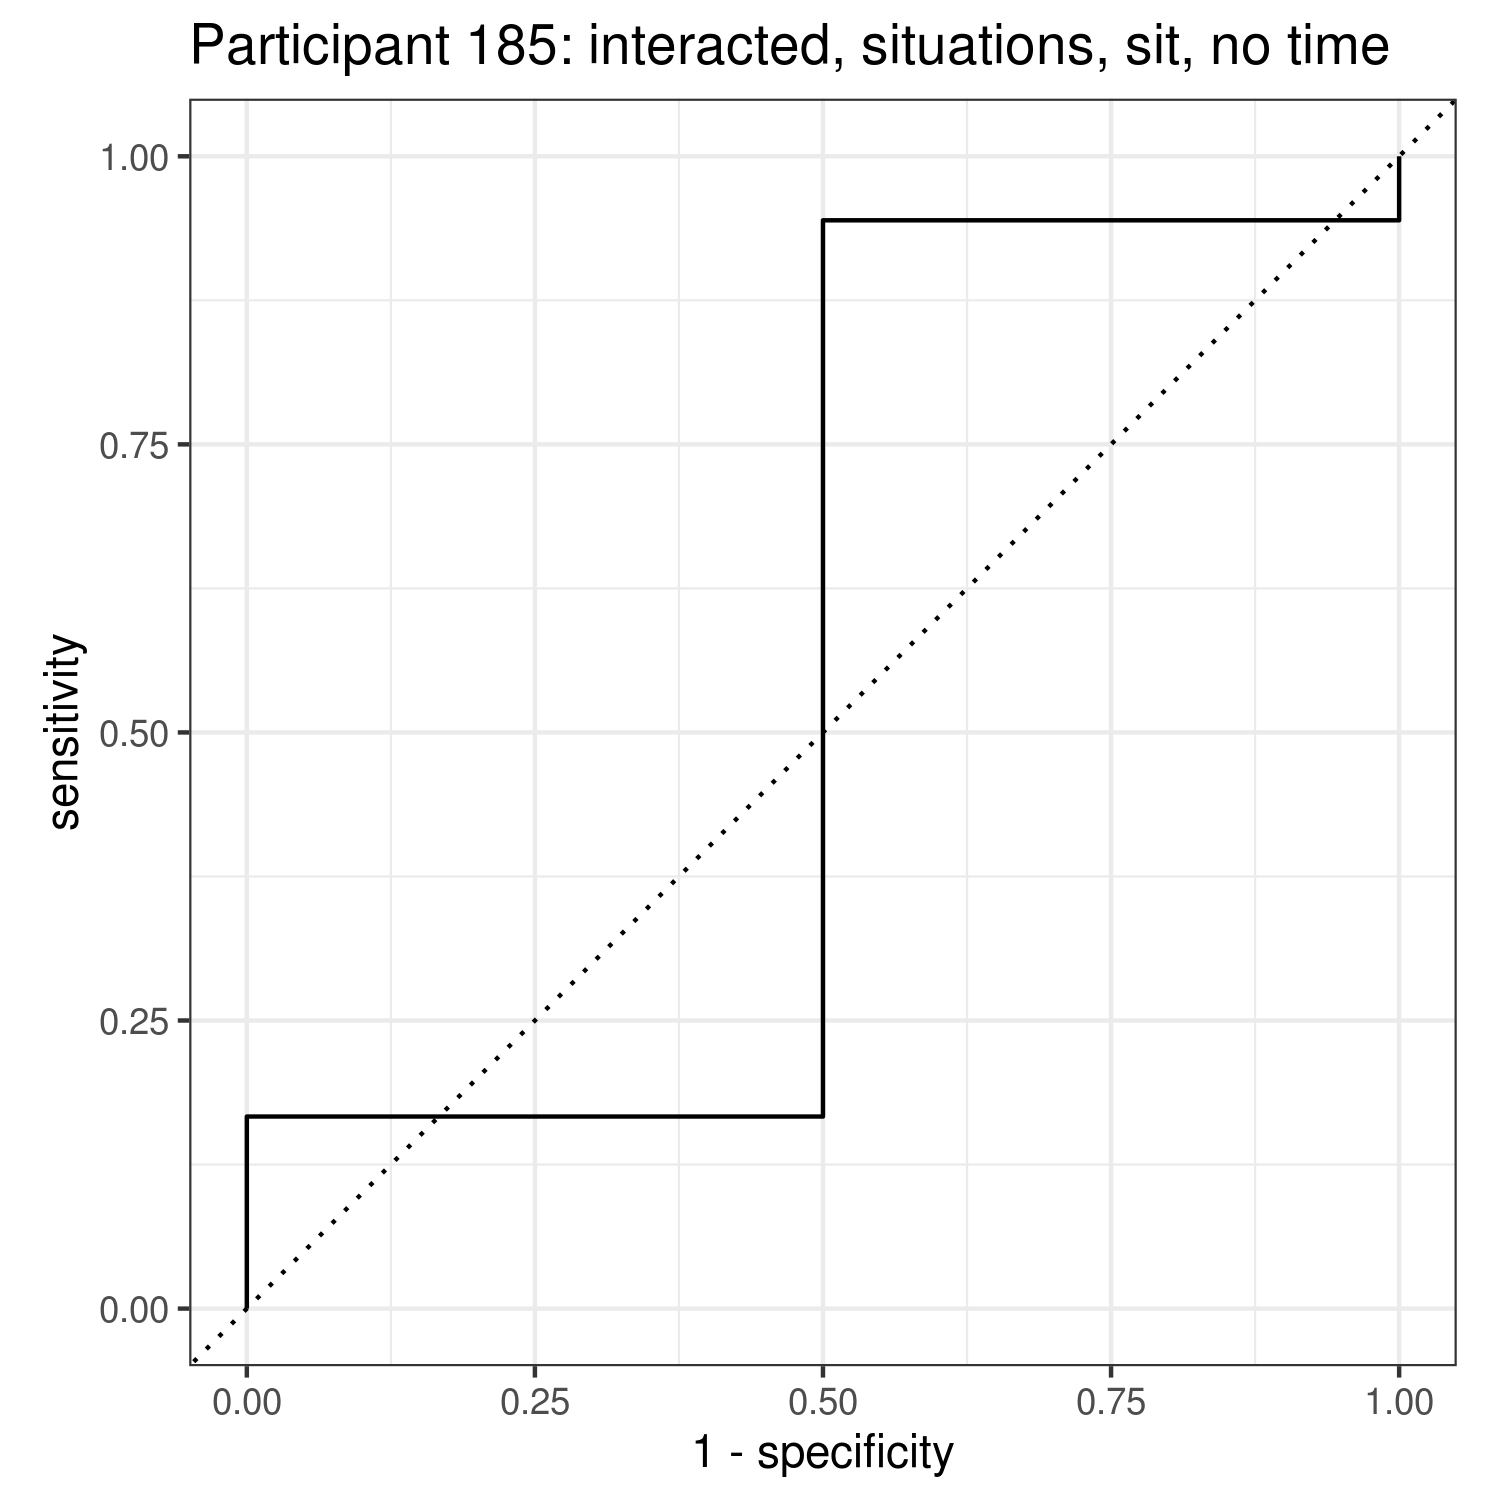 Participant 185: interacted, situations, sit, no time
1.00
0.75
0.50
0.25
0.00
sensitivity
0.00 0.25 0.50 0.75 1.00
1 - specificity